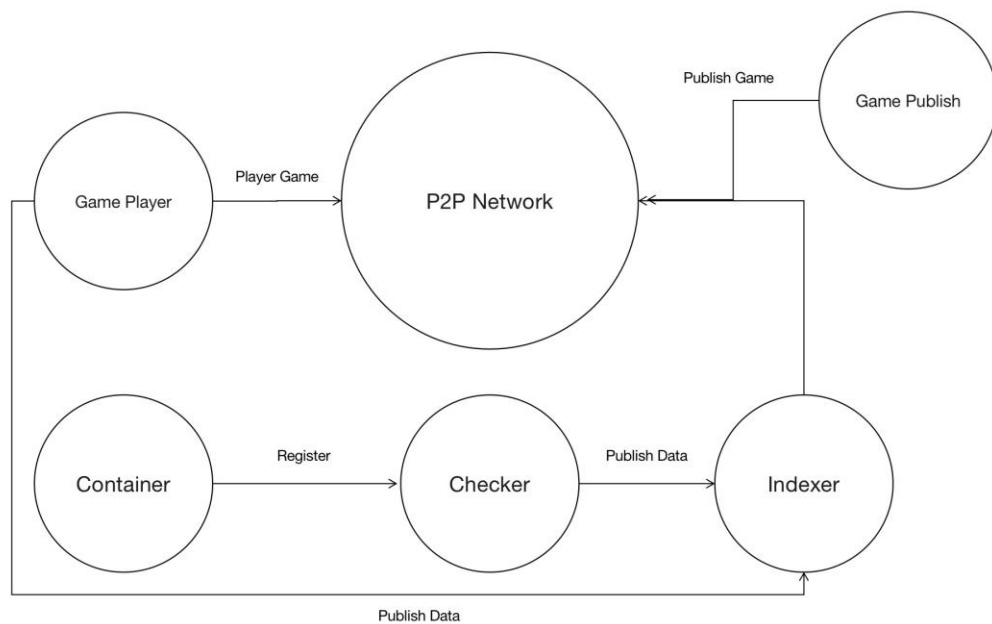 Publish Game
Game Publish
Player Game
Game Player
P2P Network
Register
Publish Data
Container
Checker
Indexer
Publish Data